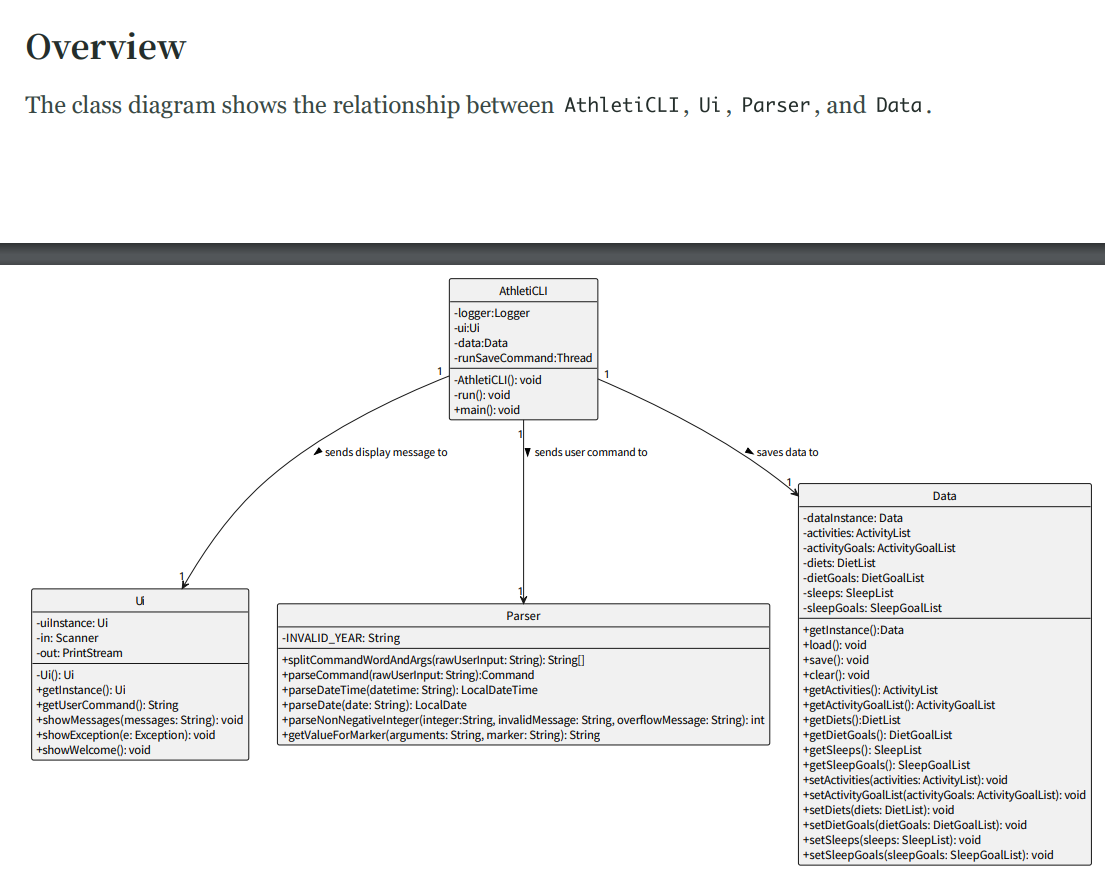 Overview
The class diagram shows the relationship between AthletiCLI, Ui, Parser, and Data.
AthletiCLI
-logger:Logger
-ui:Ui
-data:Data
-runSaveCommand:Thread
-AthletiCLI(): void
-run(): void
+main(): void
1
1
1
sends display message to
sends user command to
saves data to
1
1
1
Ui
-uiInstance: Ui
-in: Scanner
-out: PrintStream
-Ui(): Ui
+getInstance(): Ui
+getUserCommand(): String
+showMessages(messages: String): void
+showException(e: Exception): void
+showWelcome(): void
Parser
-INVALID_YEAR: String
+splitCommandWordAndArgs(rawUserInput: String): String[]
+parseCommand(rawUserInput: String):Command
+parseDateTime(datetime: String): LocalDateTime
+parseDate(date: String): LocalDate
+parseNonNegativeInteger(integer:String, invalidMessage: String, overflowMessage: String): int
+getValueForMarker(arguments: String, marker: String): String
Data
-dataInstance: Data
-activities: ActivityList
-activityGoals: ActivityGoalList
-diets: DietList
-dietGoals: DietGoalList
-sleeps: SleepList
-sleepGoals: SleepGoalList
+getInstance():Data
+load(): void
+save(): void
+clear(): void
+getActivities(): ActivityList
+getActivityGoalList(): ActivityGoalList
+getDiets():DietList
+getDietGoals(): DietGoalList
+getSleeps(): SleepList
+getSleepGoals(): SleepGoalList
+setActivities(activities: ActivityList): void
+setActivityGoalList(activityGoals: ActivityGoalList): void
+setDiets(diets: DietList): void
+setDietGoals(dietGoals: DietGoalList): void
+setSleeps(sleeps: SleepList): void
+setSleepGoals(sleepGoals: SleepGoalList): void